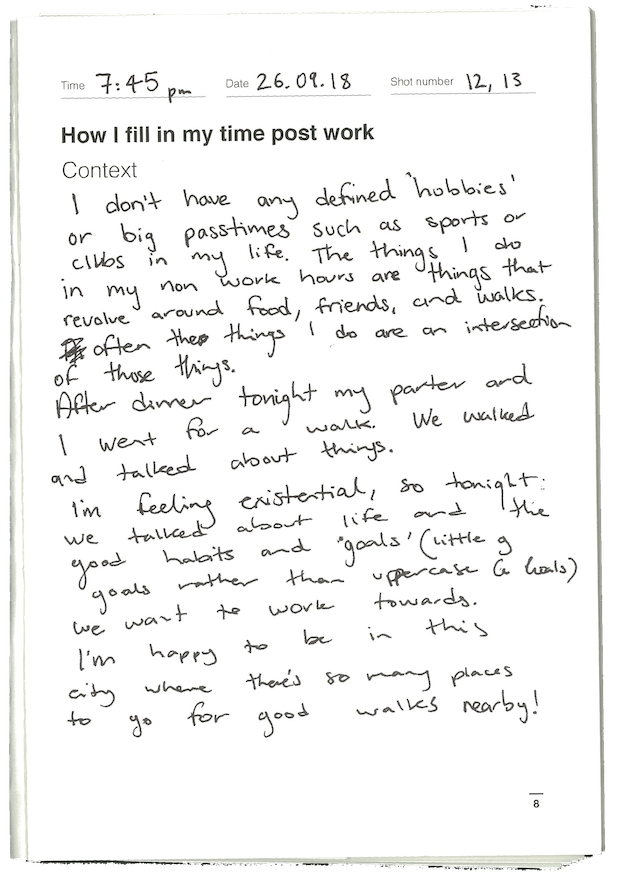 Time 7:45 pm Date 26.09.18 Shot number 12, 13
How I fill in my time post work
Context
I don't have any defined 'hobbies'
or big passtimes such as sports or
clubs in my life. The things I do
in my non work hours are things that
revolve around food, friends, and walks.
often the things I do are an intersection
of those things.
After dinner tonight my parter and
I went for a walk. We walked
and talked about things.
I'm feeling existential, so tonight
we talked about life and the
good habits and 'goals' (little g
goals rather than uppercase G Goals)
we want to work towards.
I'm happy to be in this
city where there's so many places
to go for good walks nearby!
8